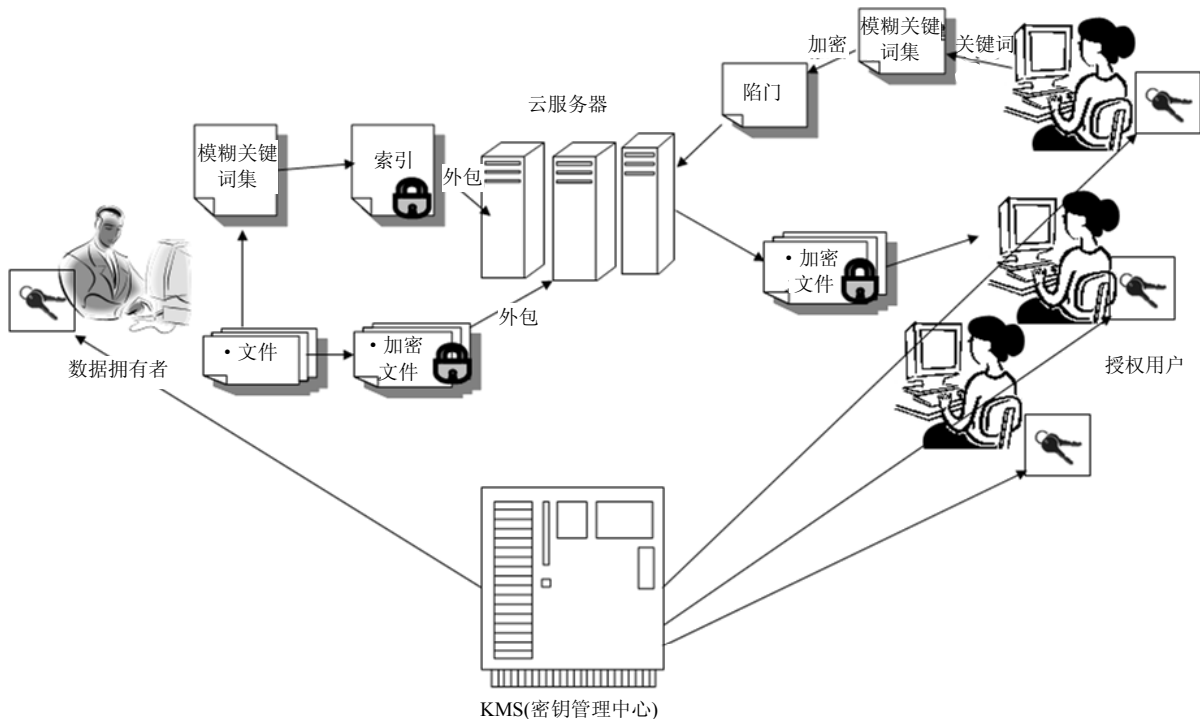 加密
模糊关键
词集
关键词
陷门
云服务器
模糊关键
词集
索引
外包
• 加密
文件
外包
• 文件
• 加密
文件
数据拥有者
授权用户
KMS(密钥管理中心)